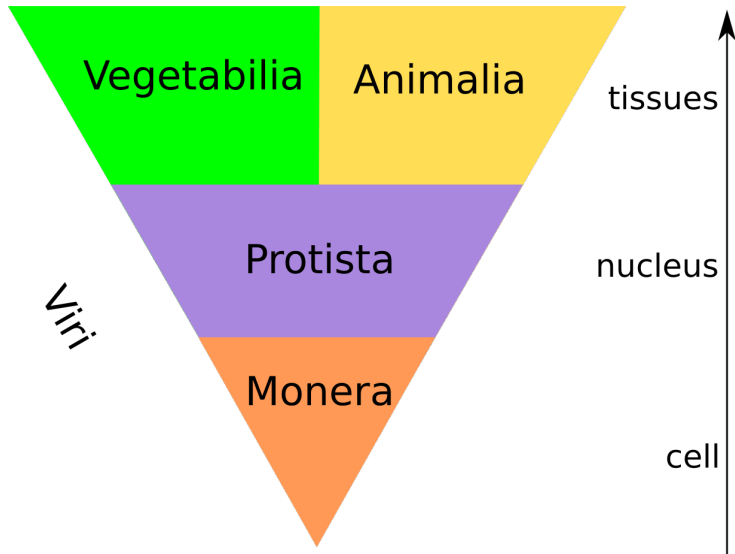 Vegetabilia
Animalia
tissues
Protista
nucleus
Viri
Monera
cell